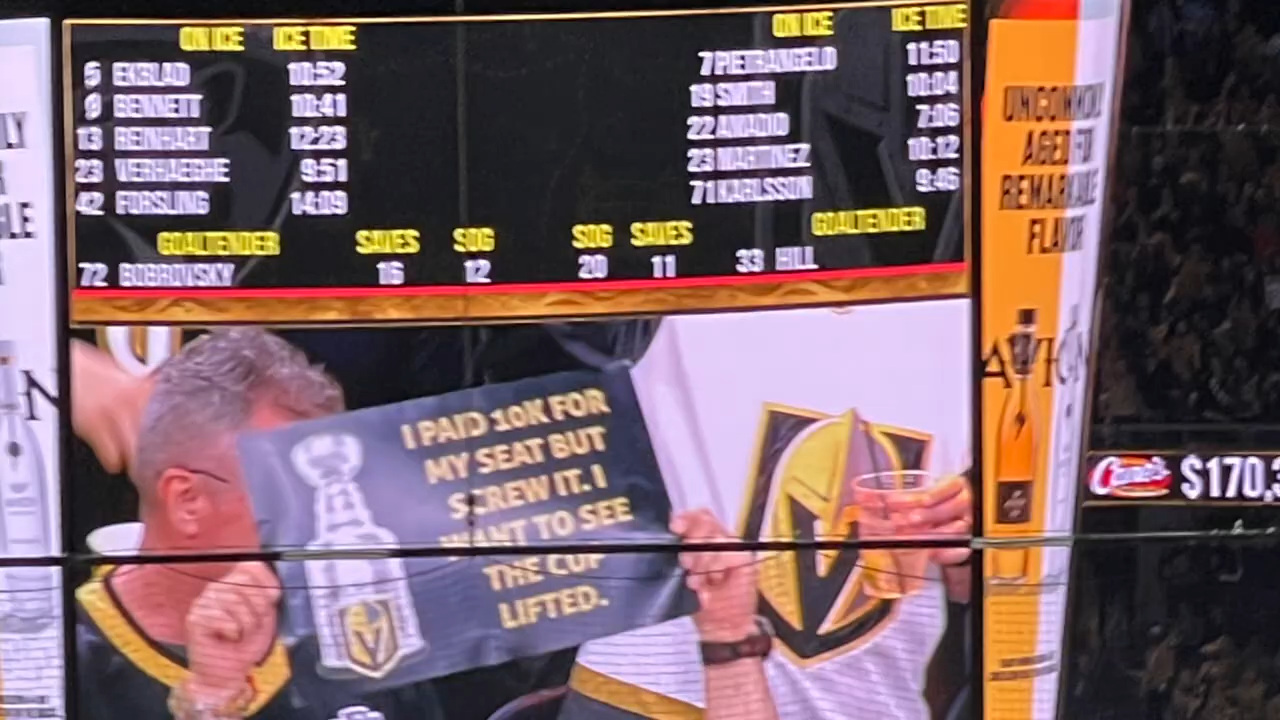 ON ICE ICE TIME
5 EKBLAD 10:52
9 BENNETT 10:41
13 REINHART 12:23
23 VERHAEGHE 9:51
42 FORSLING 14:09
GOALTENDER SAVES SOG
72 BOBROVSKY 16 12
ON ICE ICE TIME
7 PIETRANGELO 11:50
19 SMITH 10:04
22 AMADIO 7:06
23 MARTINEZ 10:12
71 KARLSSON 9:46
SOG SAVES GOALTENDER
20 11 33 HILL
I PAID 10K FOR
MY SEAT BUT
SCREW IT. I
WANT TO SEE
THE CUP
LIFTED.
UNCOMMONLY
AGED FOR
REMARKABLE
FLAVOR
Cane's $170,3